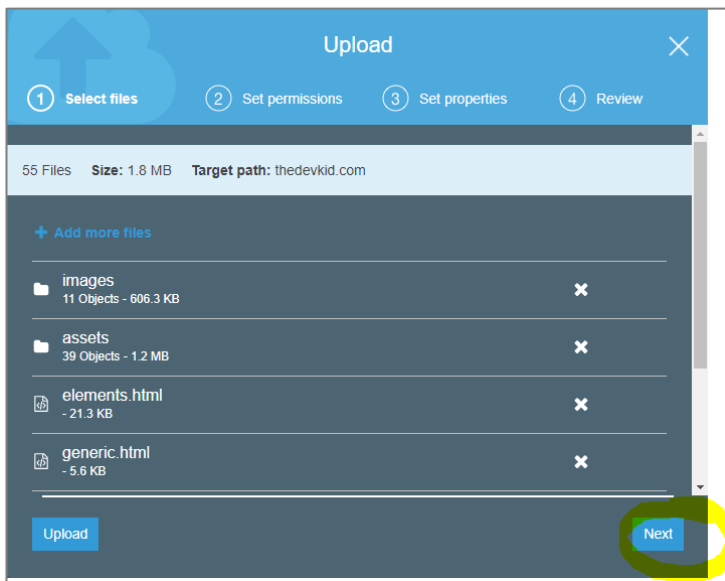 Upload
1 Select files 2 Set permissions 3 Set properties 4 Review
55 Files Size: 1.8 MB Target path: thedevkid.com
+ Add more files
images
11 Objects - 606.3 KB
assets
39 Objects - 1.2 MB
elements.html
- 21.3 KB
generic.html
- 5.6 KB
Upload Next